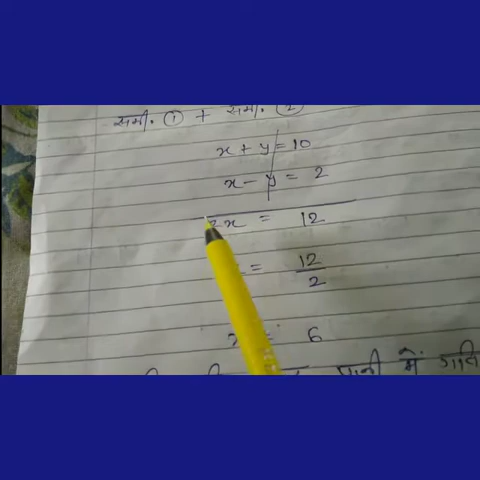 समी. ① + समी. ②
x + y = 10
x - y = 2
2x = 12
= 12/2
x = 6
पानी में